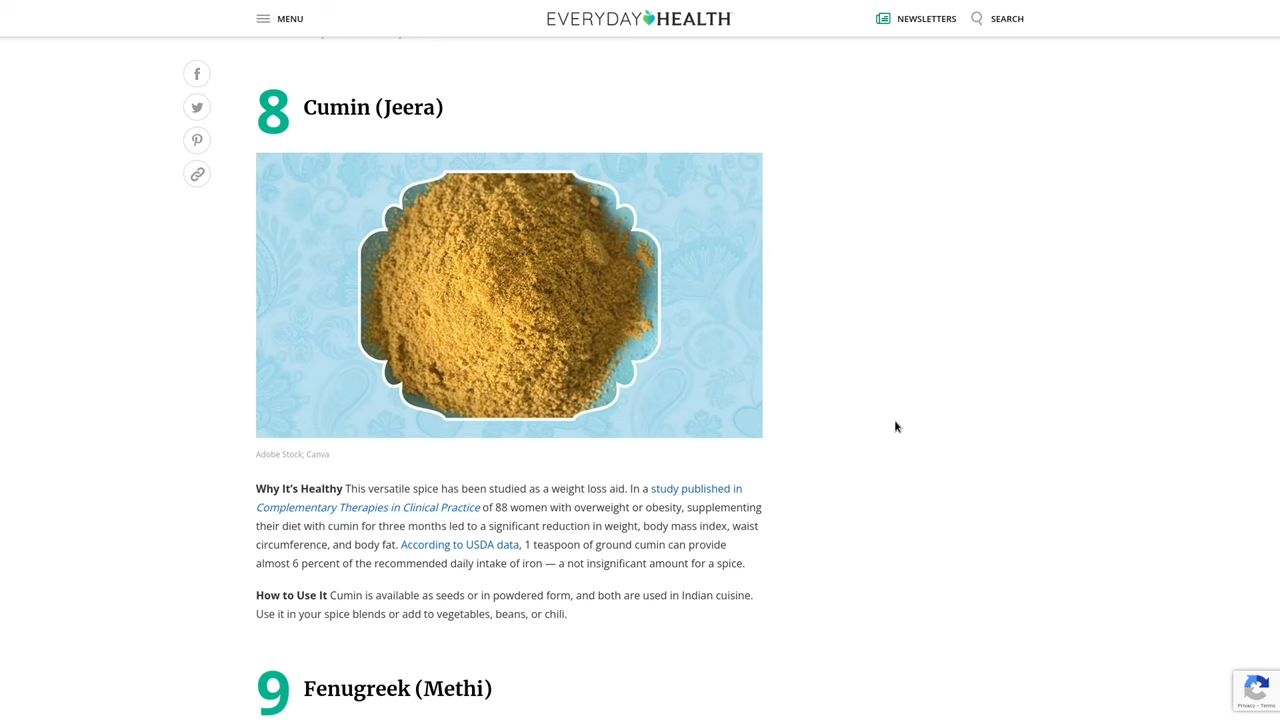 MENU
EVERYDAY HEALTH
NEWSLETTERS
SEARCH
8 Cumin (Jeera)
Adobe Stock; Canva
Why It’s Healthy This versatile spice has been studied as a weight loss aid. In a study published in
Complementary Therapies in Clinical Practice of 88 women with overweight or obesity, supplementing
their diet with cumin for three months led to a significant reduction in weight, body mass index, waist
circumference, and body fat. According to USDA data, 1 teaspoon of ground cumin can provide
almost 6 percent of the recommended daily intake of iron — a not insignificant amount for a spice.
How to Use It Cumin is available as seeds or in powdered form, and both are used in Indian cuisine.
Use it in your spice blends or add to vegetables, beans, or chili.
9 Fenugreek (Methi)
Privacy - Terms